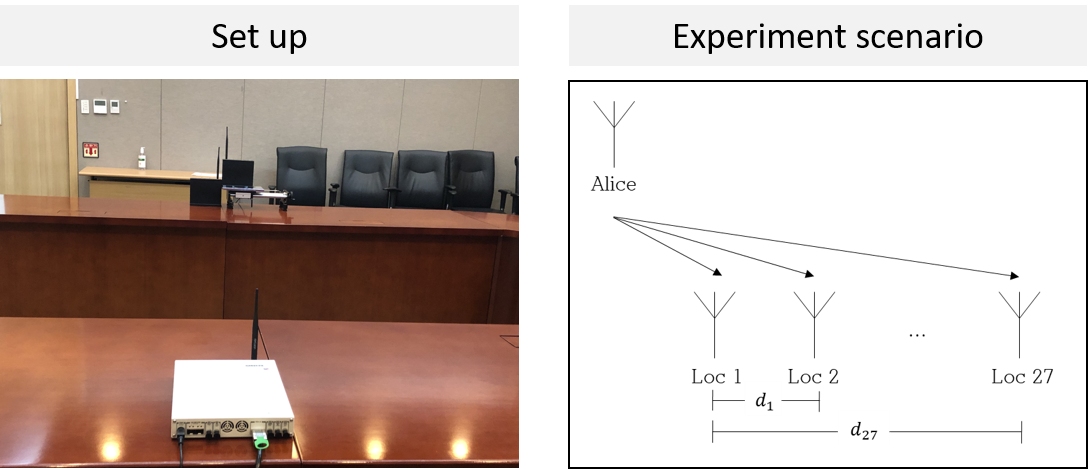 Set up
Experiment scenario
Alice
Loc 1
Loc 2
...
Loc 27
d₁
d₂₇